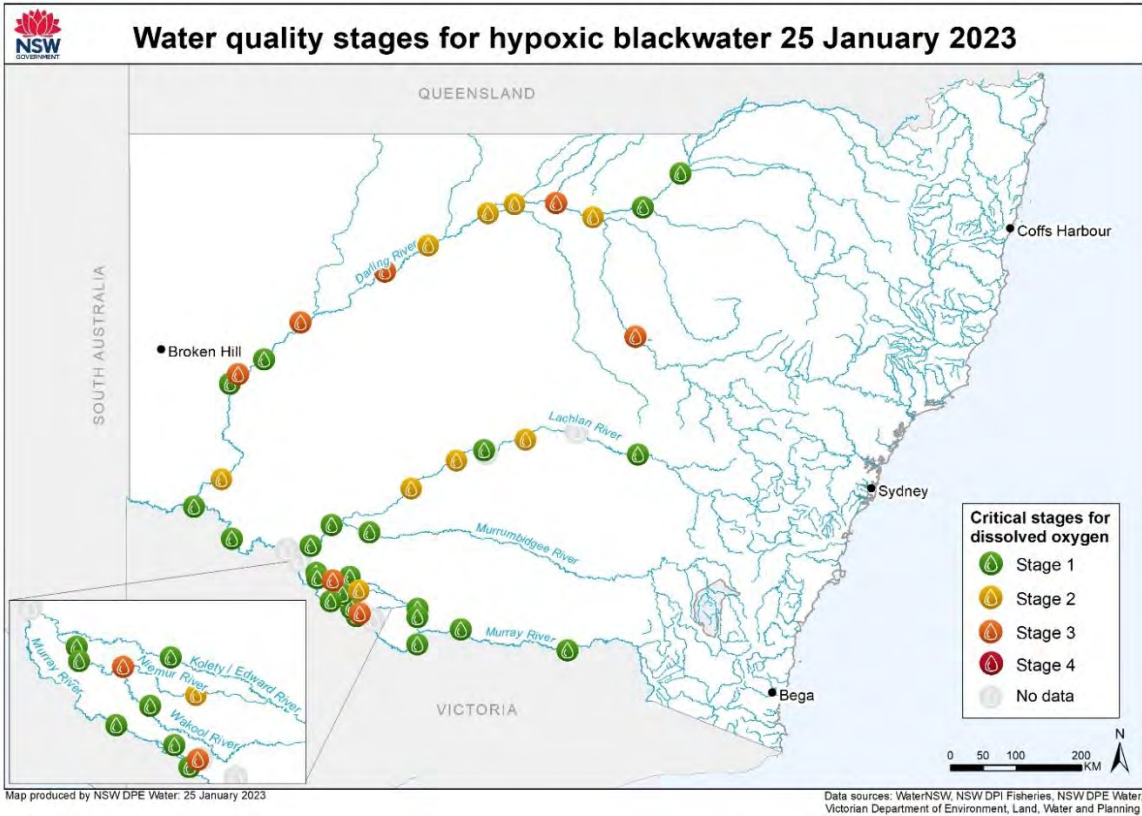 NSW
GOVERNMENT
Water quality stages for hypoxic blackwater 25 January 2023
QUEENSLAND
Coffs Harbour
Darling River
SOUTH AUSTRALIA
Broken Hill
Lachlan River
Sydney
Murrumbidgee River
Murray River
Bega
VICTORIA
Murray River
Kolety / Edward River
Niemur River
Wakool River
Critical stages for
dissolved oxygen
Stage 1
Stage 2
Stage 3
Stage 4
No data
N
0 50 100 200
KM
Map produced by NSW DPE Water: 25 January 2023
Data sources: WaterNSW, NSW DPI Fisheries, NSW DPE Water,
Victorian Department of Environment, Land, Water and Planning